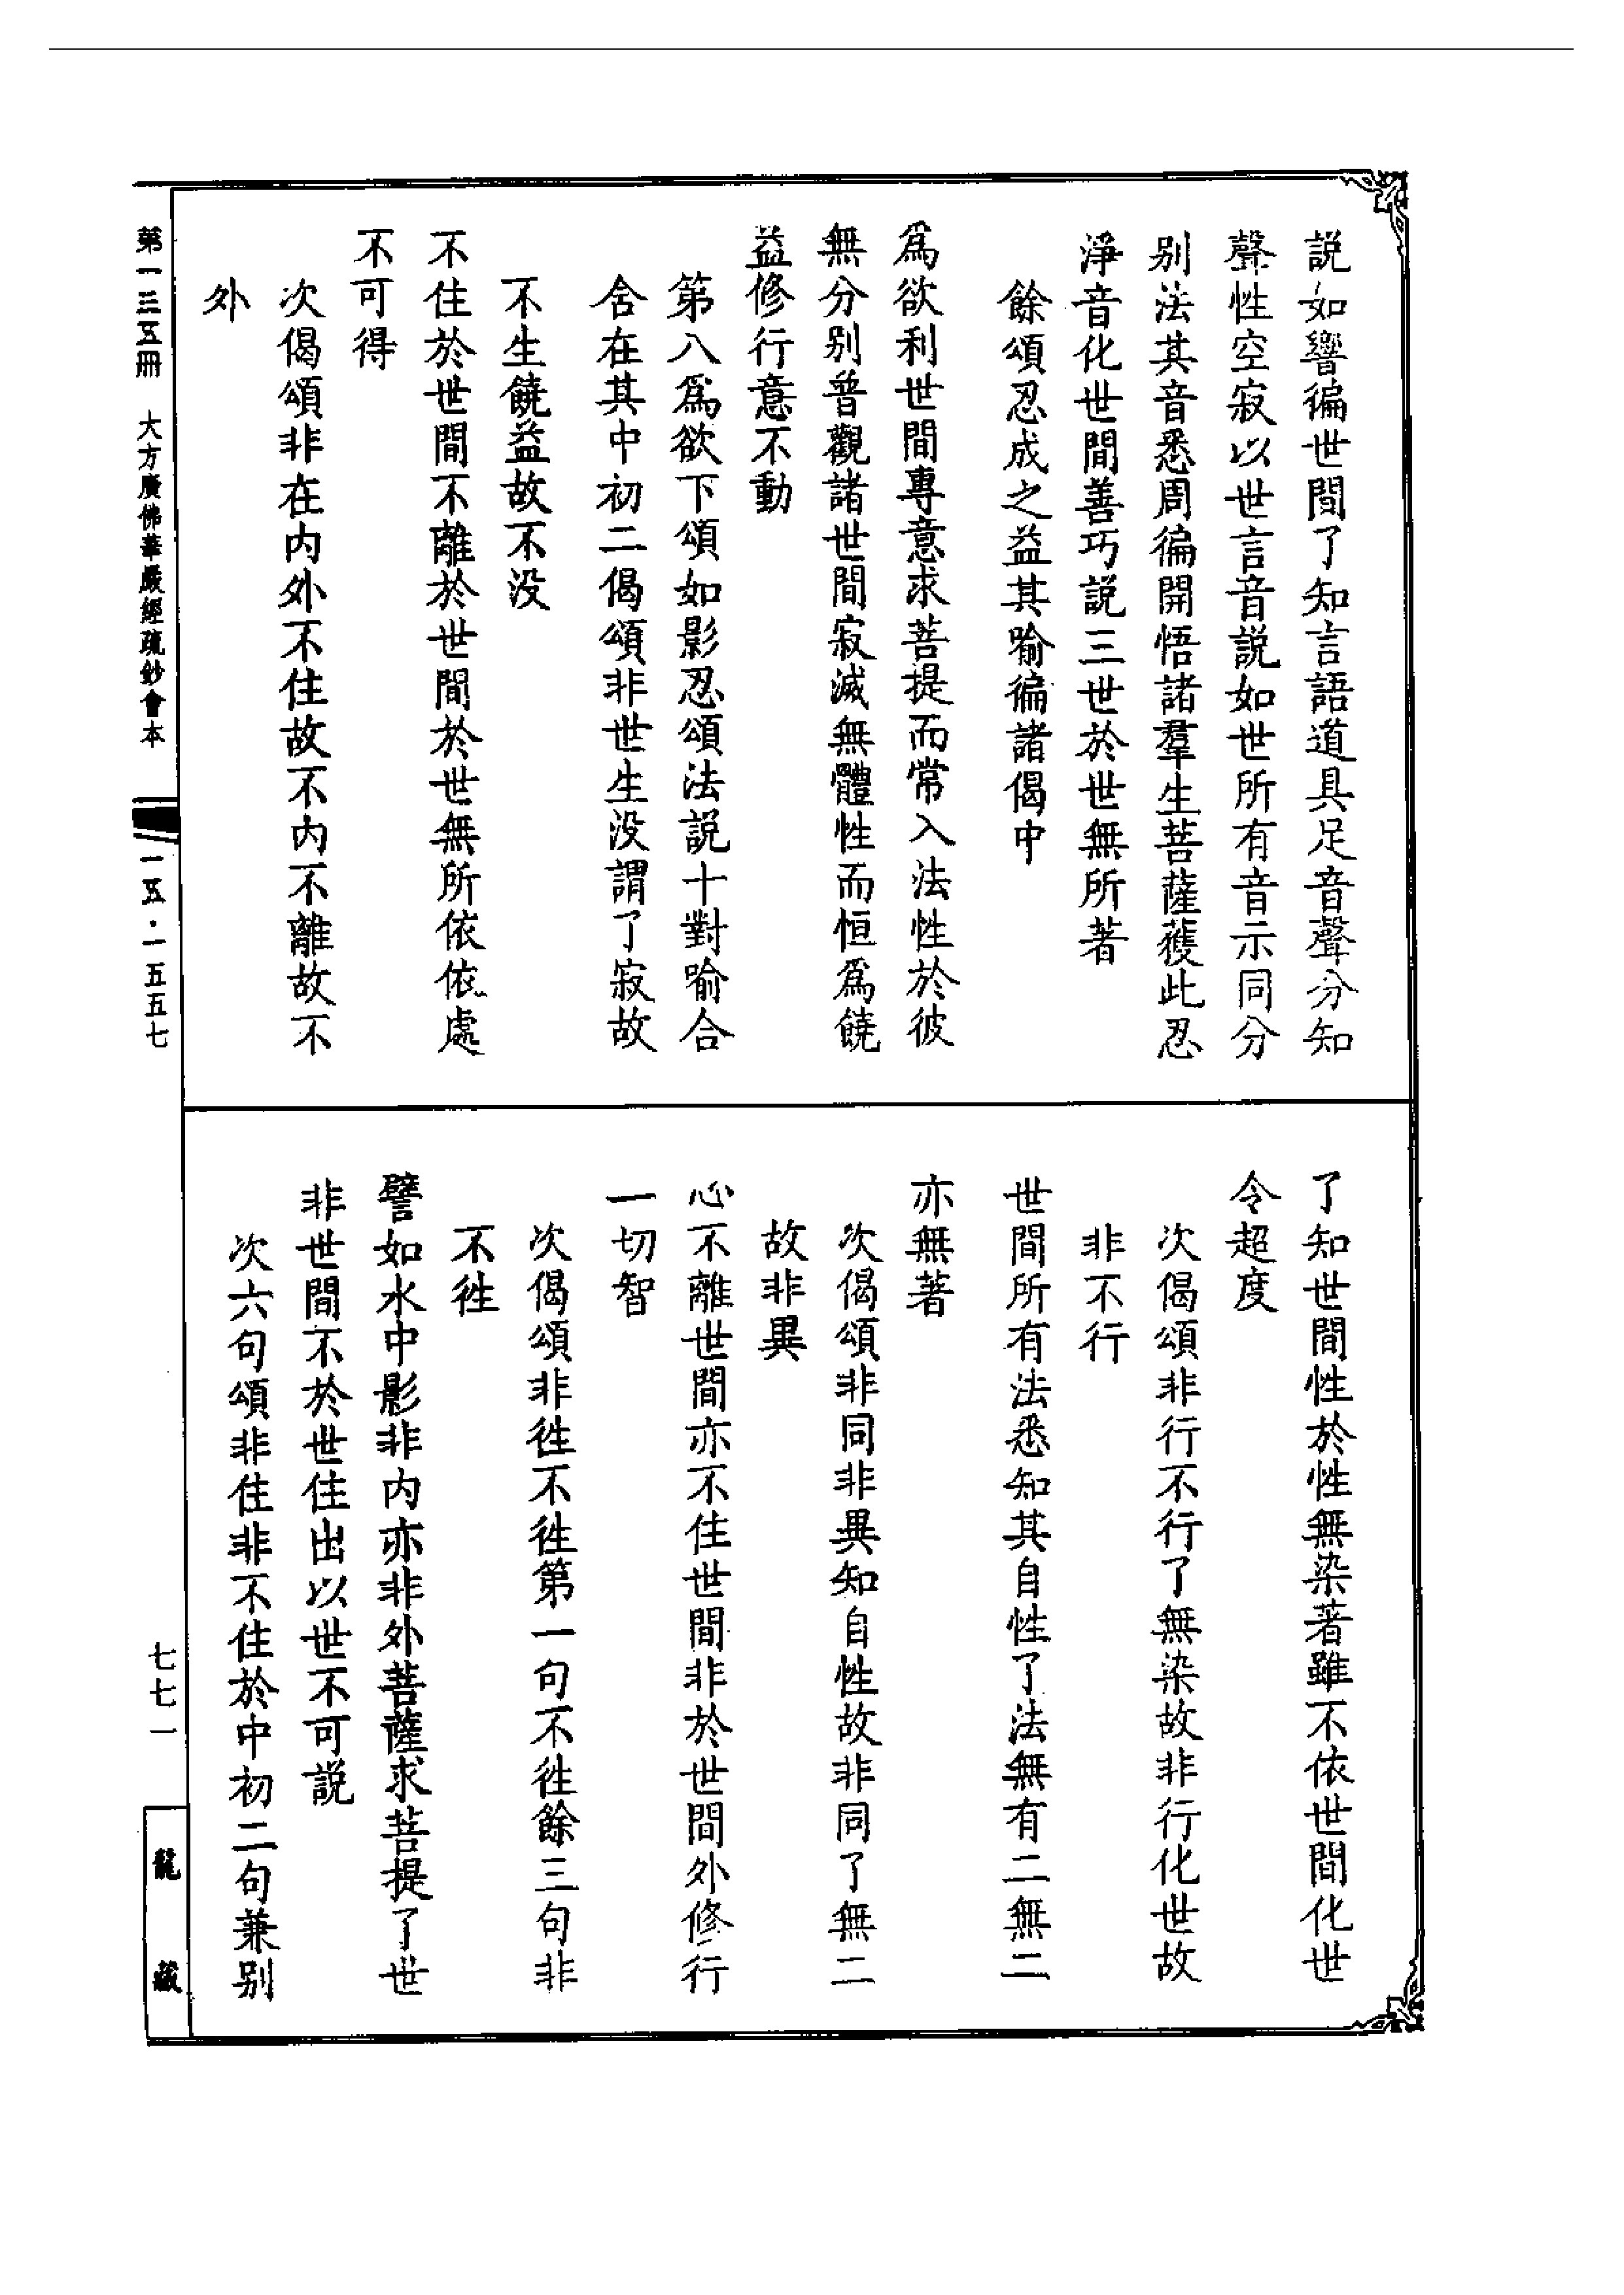 説如響徧世間了知言語道具足音聲分知
聲性空寂以世言音説如世所有音示同分
别法其音悉周徧開悟諸羣生菩薩獲此忍
淨音化世間善巧説三世於世無所著
餘頌忍成之益其喻徧諸偈中
爲欲利世間專意求菩提而常入法性於彼
無分别普觀諸世間寂滅無體性而恒爲饒
益修行意不動
第八爲欲下頌如影忍頌法説十對喻合
含在其中初二偈頌非世生没謂了寂故
不生饒益故不没
不住於世間不離於世間於世無所依依處
不可得
次偈頌非在内外不住故不内不離故不
外
了知世間性於性無染著雖不依世間化世
令超度
次偈頌非行不行了無染故非行化世故
非不行
世間所有法悉知其自性了法無有二無二
亦無著
次偈頌非同非異知自性故非同了無二
故非異
心不離世間亦不住世間非於世間外修行
一切智
次偈頌非徃不徃第一句不徃餘三句非
不徃
譬如水中影非内亦非外菩薩求菩提了世
非世間不於世住出以世不可説
次六句頌非住非不住於中初二句兼别
第一三五冊 大方廣佛華嚴經疏鈔會本
一五·一五五七
七七一
龍藏